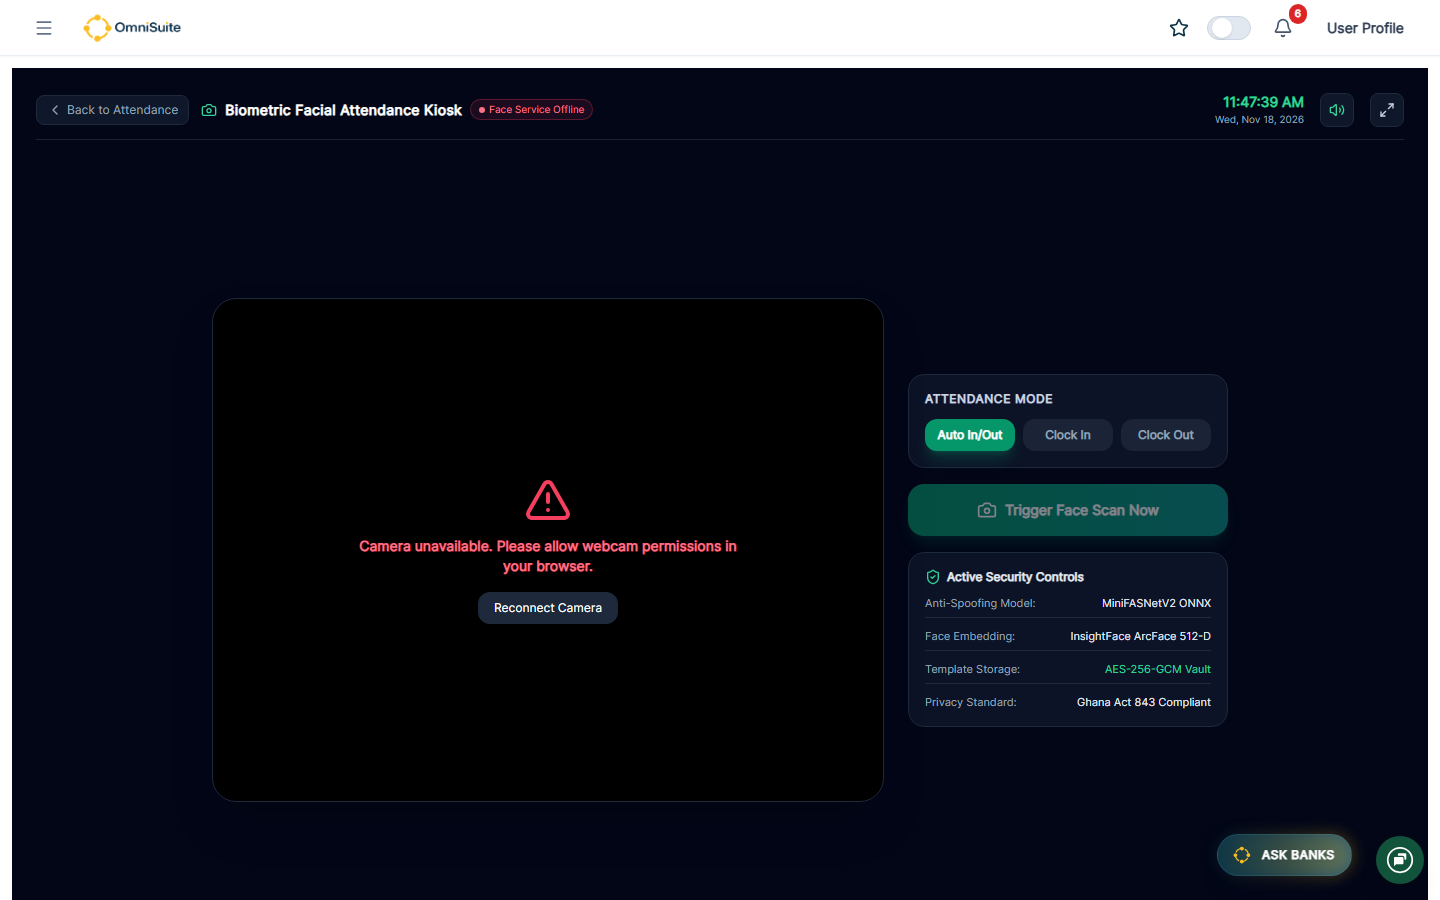 OmniSuite
6
User Profile
Back to Attendance
Biometric Facial Attendance Kiosk
Face Service Offline
11:47:39 AM
Wed, Nov 18, 2026
Camera unavailable. Please allow webcam permissions in
your browser.
Reconnect Camera
ATTENDANCE MODE
Auto In/Out
Clock In
Clock Out
Trigger Face Scan Now
Active Security Controls
Anti-Spoofing Model: MiniFASNetV2 ONNX
Face Embedding: InsightFace ArcFace 512-D
Template Storage: AES-256-GCM Vault
Privacy Standard: Ghana Act 843 Compliant
ASK BANKS